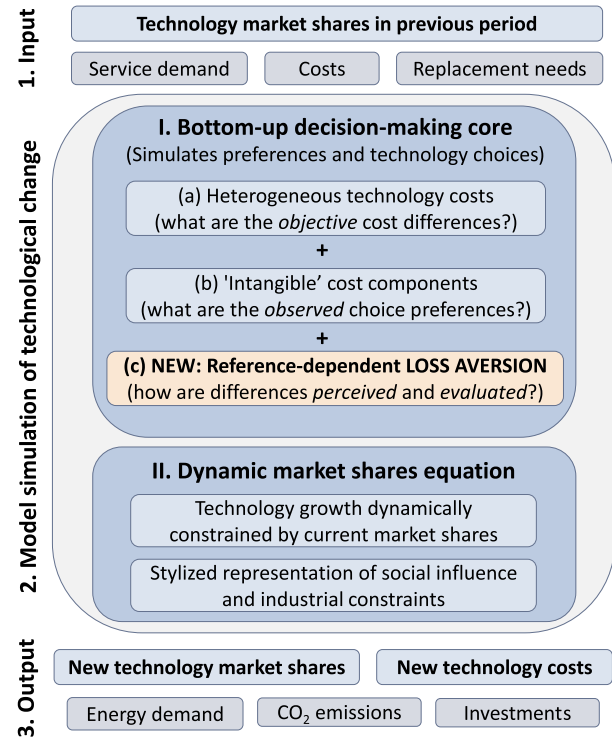 1. Input
Technology market shares in previous period
Service demand
Costs
Replacement needs
2. Model simulation of technological change
I. Bottom-up decision-making core
(Simulates preferences and technology choices)
(a) Heterogeneous technology costs
(what are the objective cost differences?)
+
(b) 'Intangible’ cost components
(what are the observed choice preferences?)
+
(c) NEW: Reference-dependent LOSS AVERSION
(how are differences perceived and evaluated?)
II. Dynamic market shares equation
Technology growth dynamically
constrained by current market shares
Stylized representation of social influence
and industrial constraints
3. Output
New technology market shares
New technology costs
Energy demand
CO₂ emissions
Investments